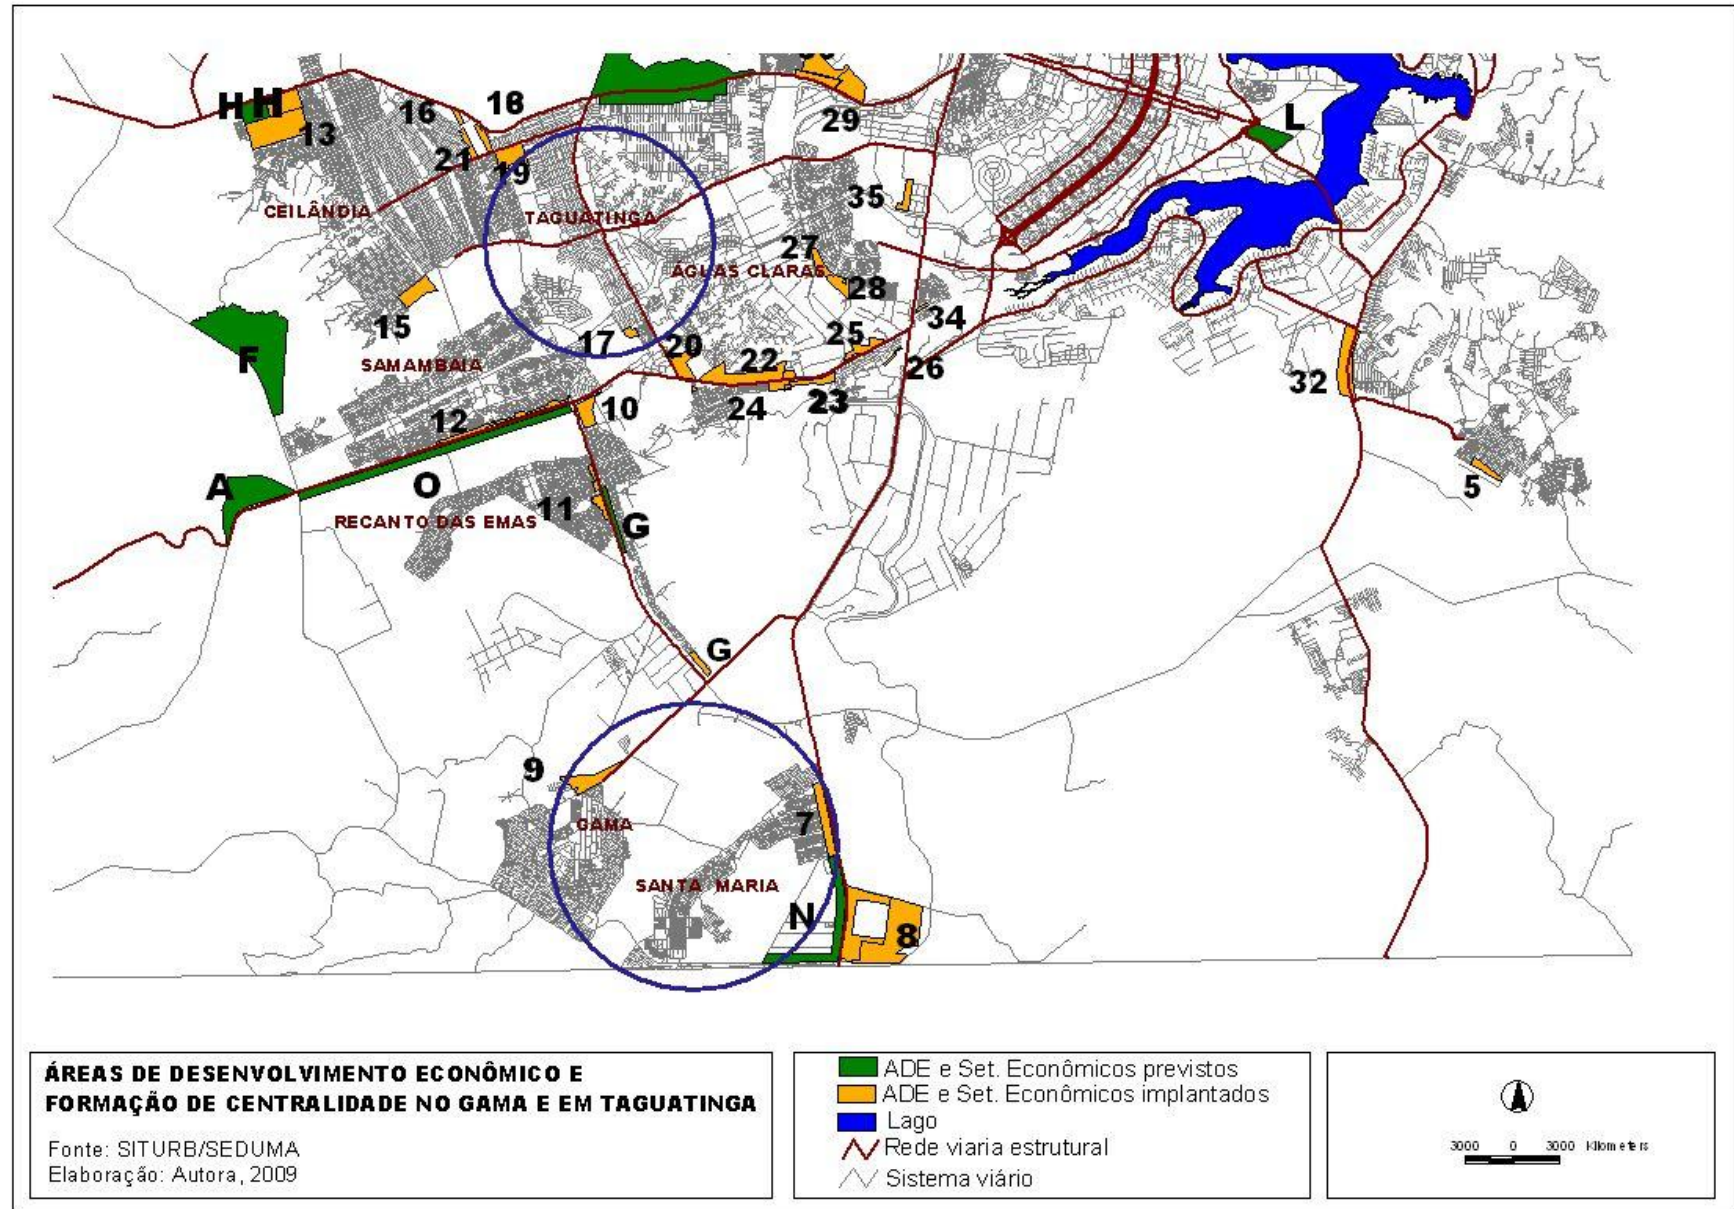 H H
13
16
18
21
19
29
L
35
CEILÂNDIA
TAGUATINGA
27
ÁGUAS CLARAS
28
15
17
20
25
34
F
SAMAMBAIA
22
26
32
12
10
24
23
A
O
11
5
RECANTO DAS EMAS
G
G
9
7
GAMA
SANTA MARIA
N
8
ÁREAS DE DESENVOLVIMENTO ECONÔMICO E
FORMAÇÃO DE CENTRALIDADE NO GAMA E EM TAGUATINGA
Fonte: SITURB/SEDUMA
Elaboração: Autora, 2009
ADE e Set. Econômicos previstos
ADE e Set. Econômicos implantados
Lago
Rede viaria estrutural
Sistema viário
3000 0 3000 Kilometers